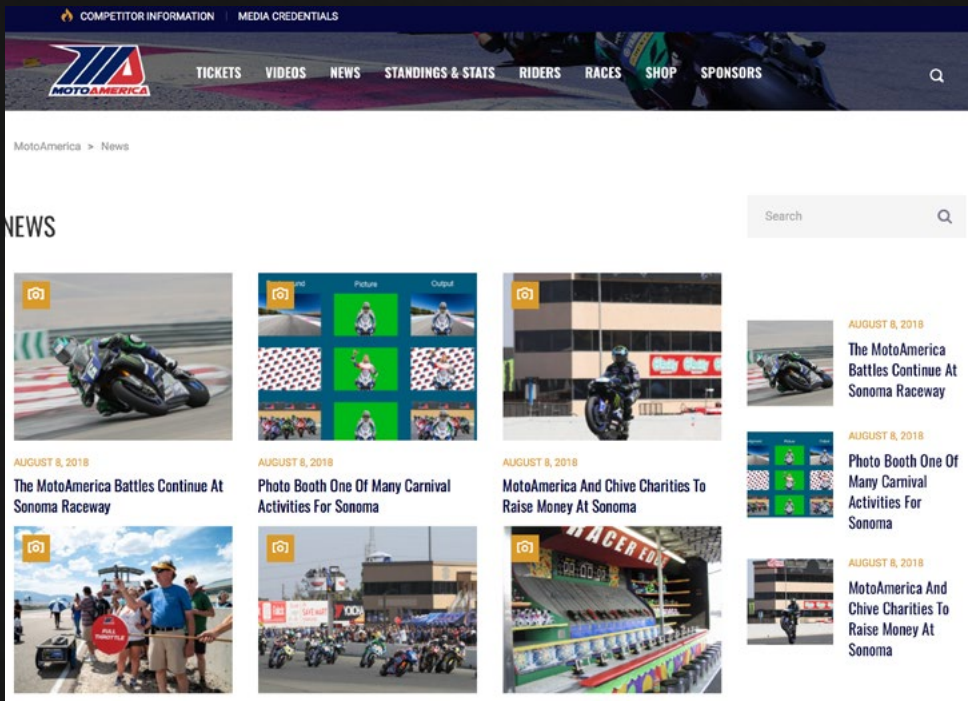 COMPETITOR INFORMATION | MEDIA CREDENTIALS
MOTOAMERICA
TICKETS VIDEOS NEWS STANDINGS & STATS RIDERS RACES SHOP SPONSORS
MotoAmerica > News
NEWS
Search
Picture Output
AUGUST 8, 2018
The MotoAmerica Battles Continue At
Sonoma Raceway
AUGUST 8, 2018
Photo Booth One Of Many Carnival
Activities For Sonoma
AUGUST 8, 2018
MotoAmerica And Chive Charities To
Raise Money At Sonoma
FULL
THROTTLE
RACER EDGE
AUGUST 8, 2018
The MotoAmerica
Battles Continue At
Sonoma Raceway
AUGUST 8, 2018
Photo Booth One Of
Many Carnival
Activities For
Sonoma
AUGUST 8, 2018
MotoAmerica And
Chive Charities To
Raise Money At
Sonoma